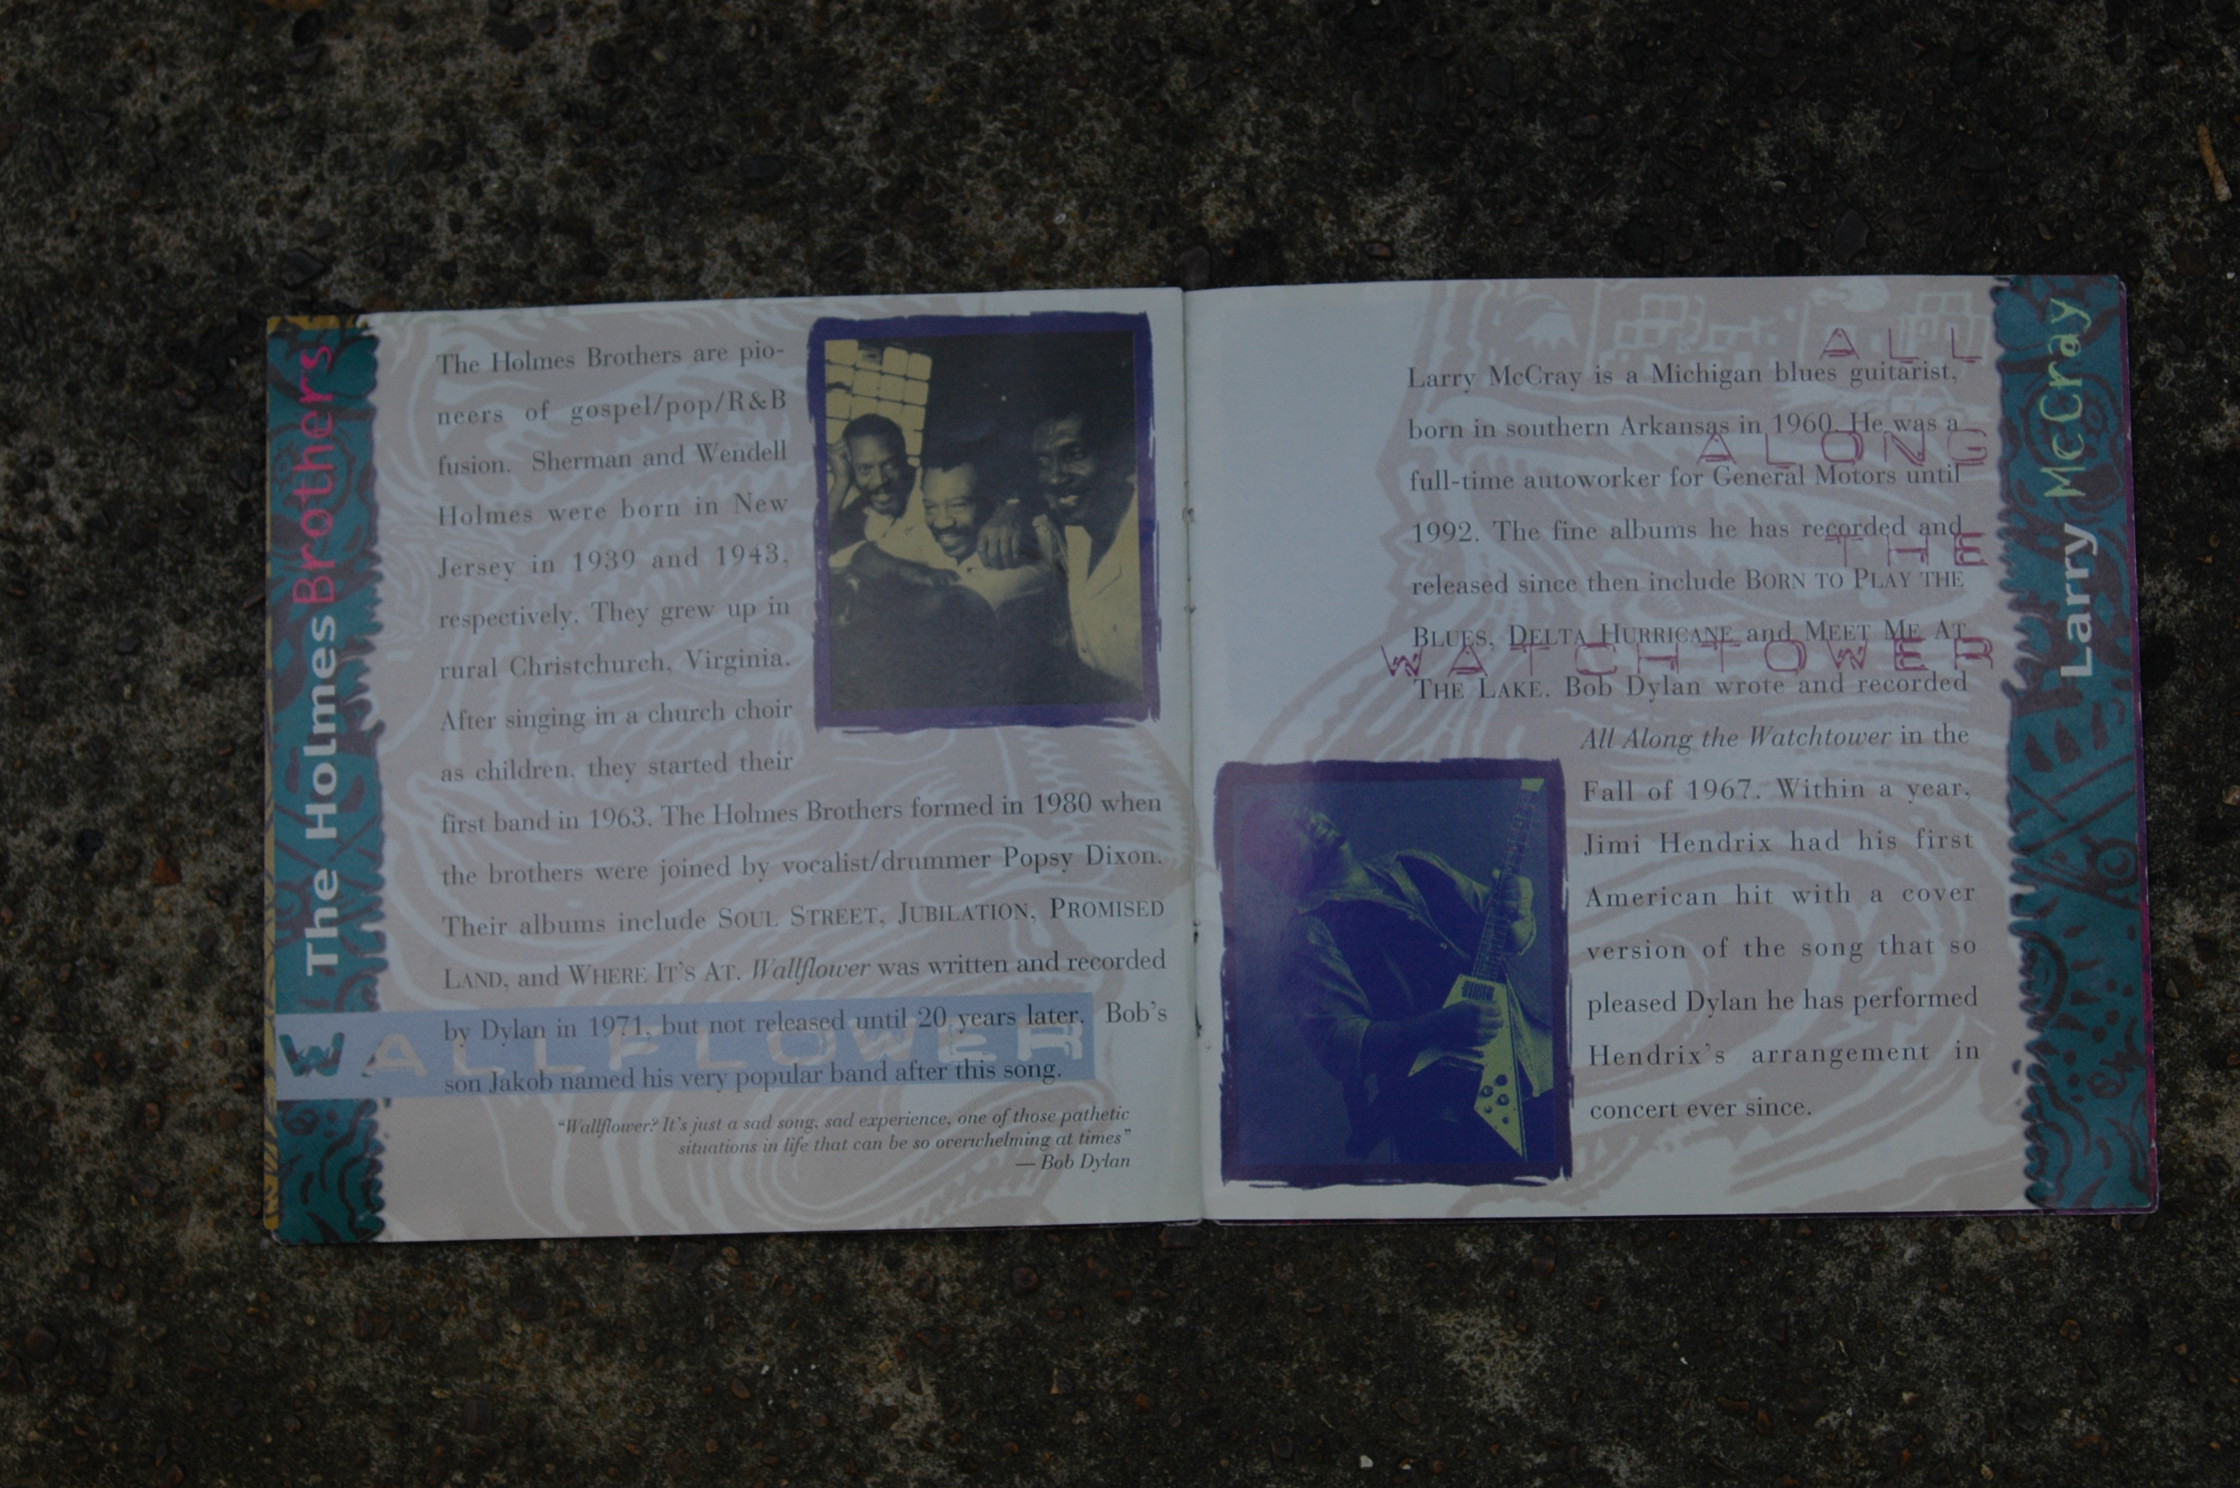 The Holmes Brothers
The Holmes Brothers are pio-
neers of gospel/pop/R&B
fusion. Sherman and Wendell
Holmes were born in New
Jersey in 1939 and 1943,
respectively. They grew up in
rural Christchurch, Virginia.
After singing in a church choir
as children, they started their
first band in 1963. The Holmes Brothers formed in 1980 when
the brothers were joined by vocalist/drummer Popsy Dixon.
Their albums include SOUL STREET, JUBILATION, PROMISED
LAND, and WHERE IT'S AT. Wallflower was written and recorded
by Dylan in 1971, but not released until 20 years later. Bob's
son Jakob named his very popular band after this song.
WALLFLOWER
"Wallflower? It's just a sad song, sad experience, one of those pathetic
situations in life that can be so overwhelming at times"
— Bob Dylan
Larry McCray
ALL
ALONG
THE
WATCHTOWER
Larry McCray is a Michigan blues guitarist,
born in southern Arkansas in 1960. He was a
full-time autoworker for General Motors until
1992. The fine albums he has recorded and
released since then include BORN TO PLAY THE
BLUES, DELTA HURRICANE and MEET ME AT
THE LAKE. Bob Dylan wrote and recorded
All Along the Watchtower in the
Fall of 1967. Within a year,
Jimi Hendrix had his first
American hit with a cover
version of the song that so
pleased Dylan he has performed
Hendrix's arrangement in
concert ever since.